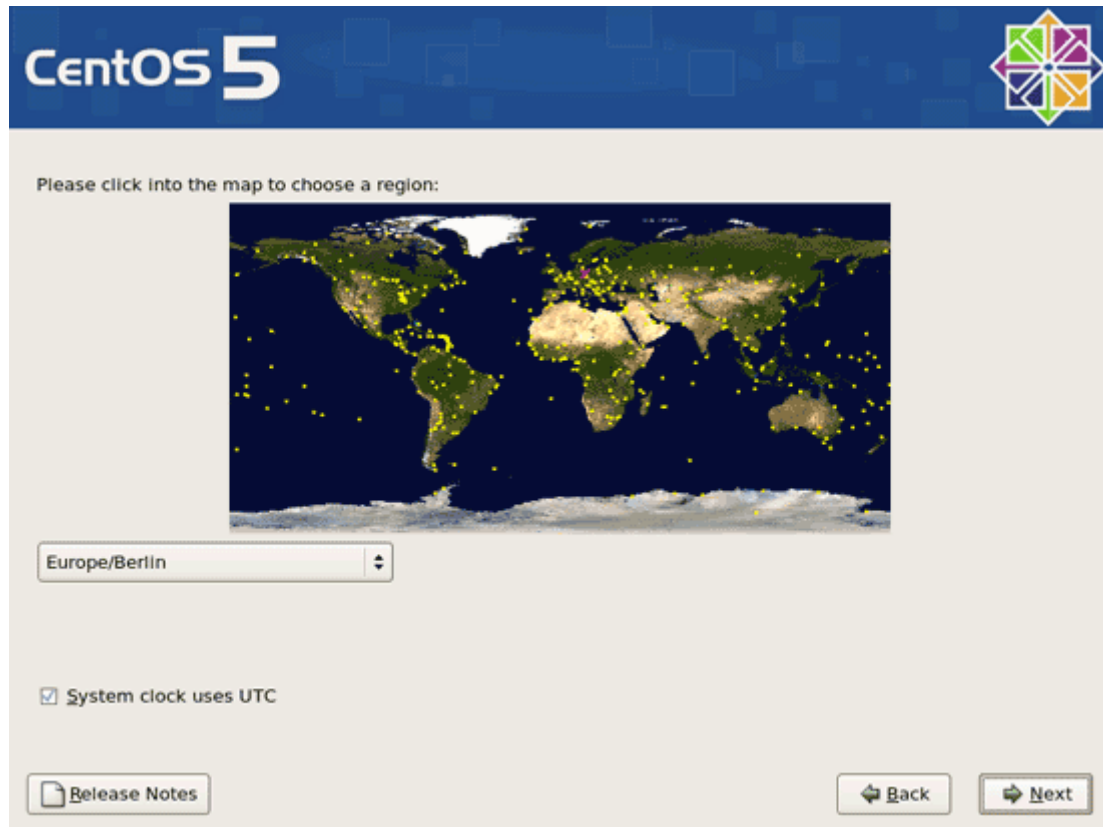 CentOS 5
Please click into the map to choose a region:
Europe/Berlin
System clock uses UTC
Release Notes
Back
Next